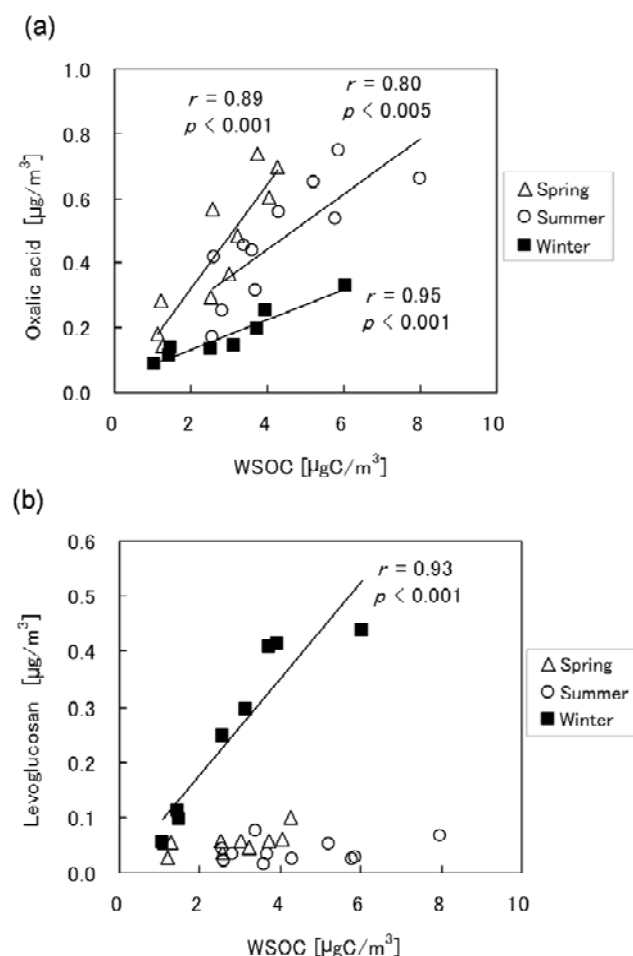 (a)
r = 0.89
p < 0.001
r = 0.80
p < 0.005
r = 0.95
p < 0.001
Oxalic acid [μg/m³]
1.0
0.8
0.6
0.4
0.2
0.0
0 2 4 6 8 10
WSOC [μgC/m³]
Spring
Summer
Winter
(b)
r = 0.93
p < 0.001
Levoglucosan [μg/m³]
0.6
0.5
0.4
0.3
0.2
0.1
0
0 2 4 6 8 10
WSOC [μgC/m³]
Spring
Summer
Winter